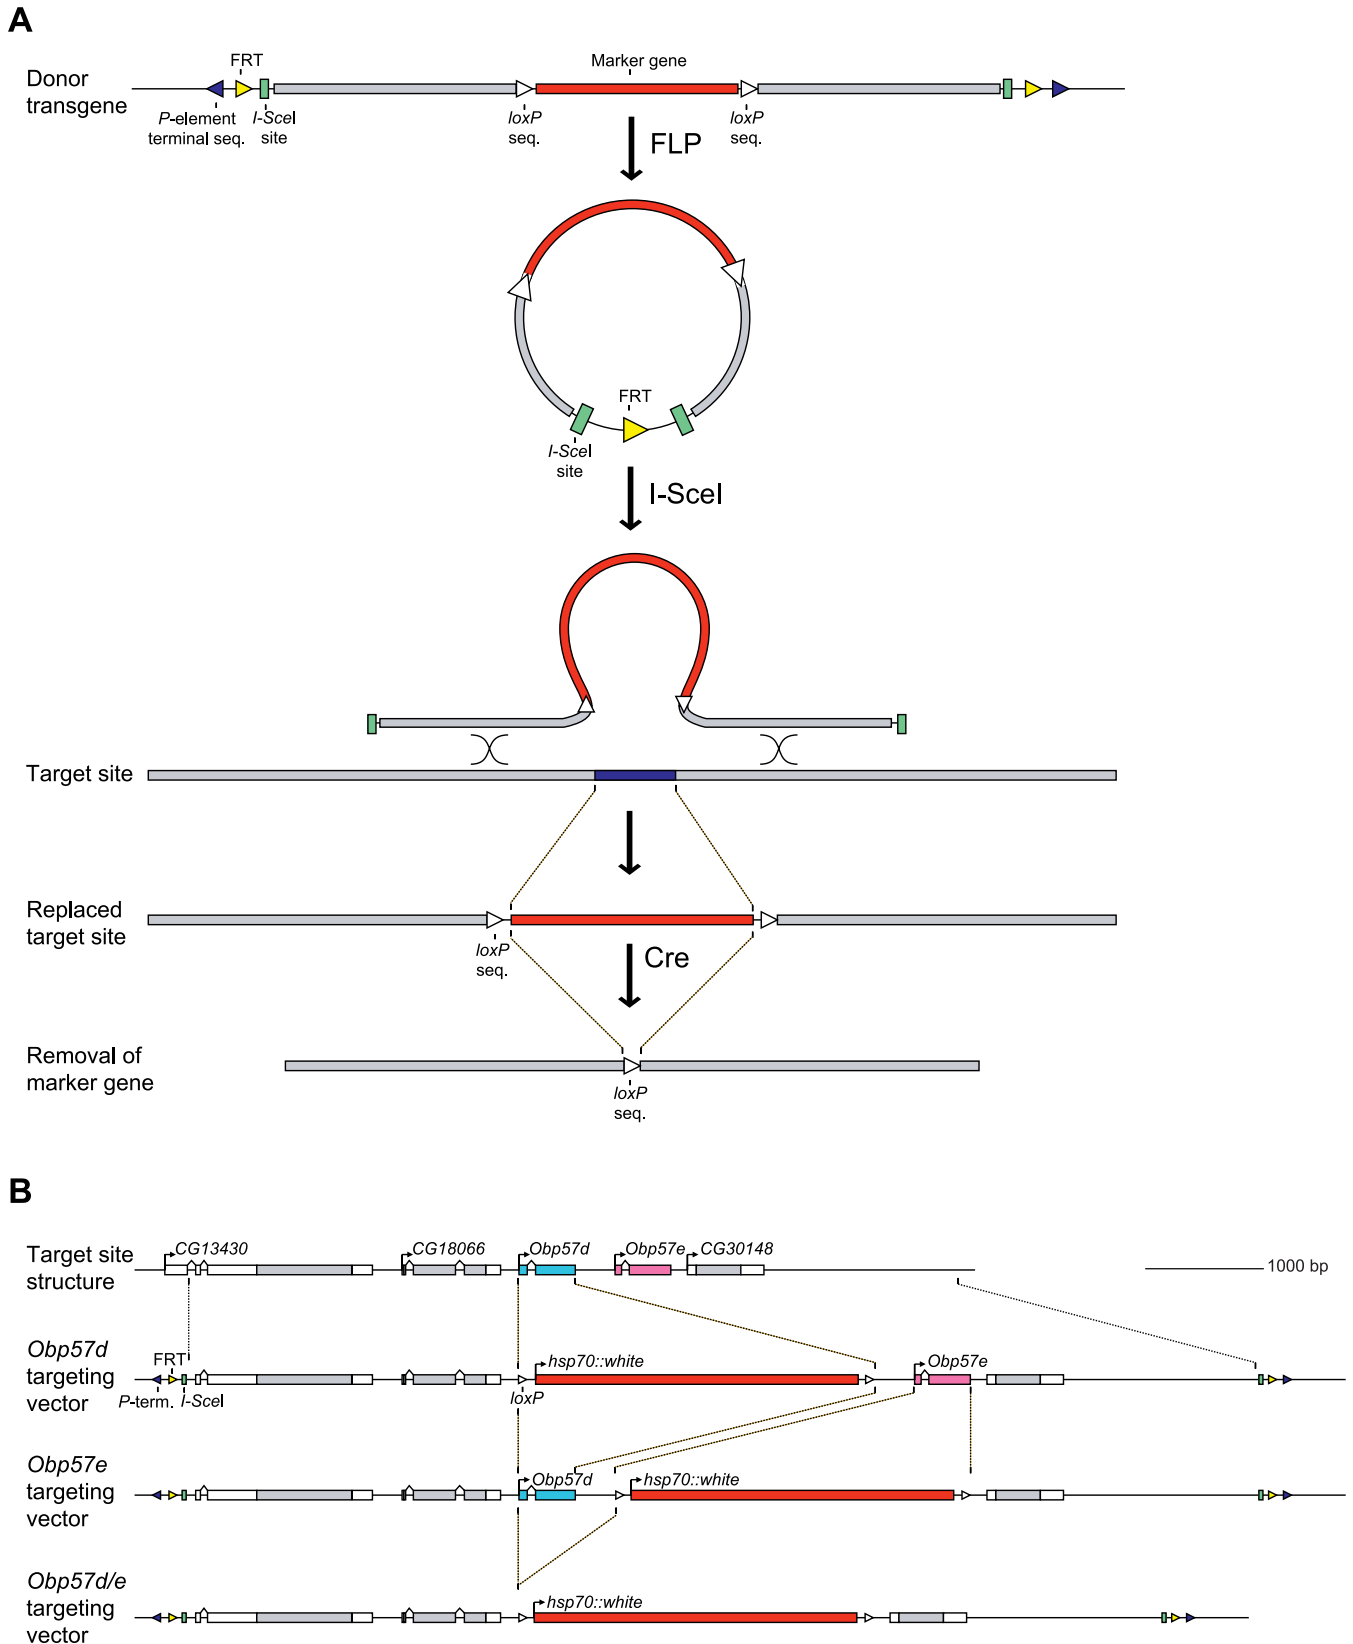 A
Donor
transgene
FRT
Marker gene
P-element
terminal seq.
I-SceI
site
loxP
seq.
loxP
seq.
FLP
FRT
I-SceI
site
I-SceI
Target site
Replaced
target site
loxP
seq.
Cre
Removal of
marker gene
loxP
seq.
B
Target site
structure
CG13430
CG18066
Obp57d
Obp57e
CG30148
1000 bp
Obp57d
targeting
vector
FRT
P-term.
I-SceI
hsp70::white
loxP
Obp57e
Obp57e
targeting
vector
Obp57d
hsp70::white
Obp57d/e
targeting
vector
hsp70::white